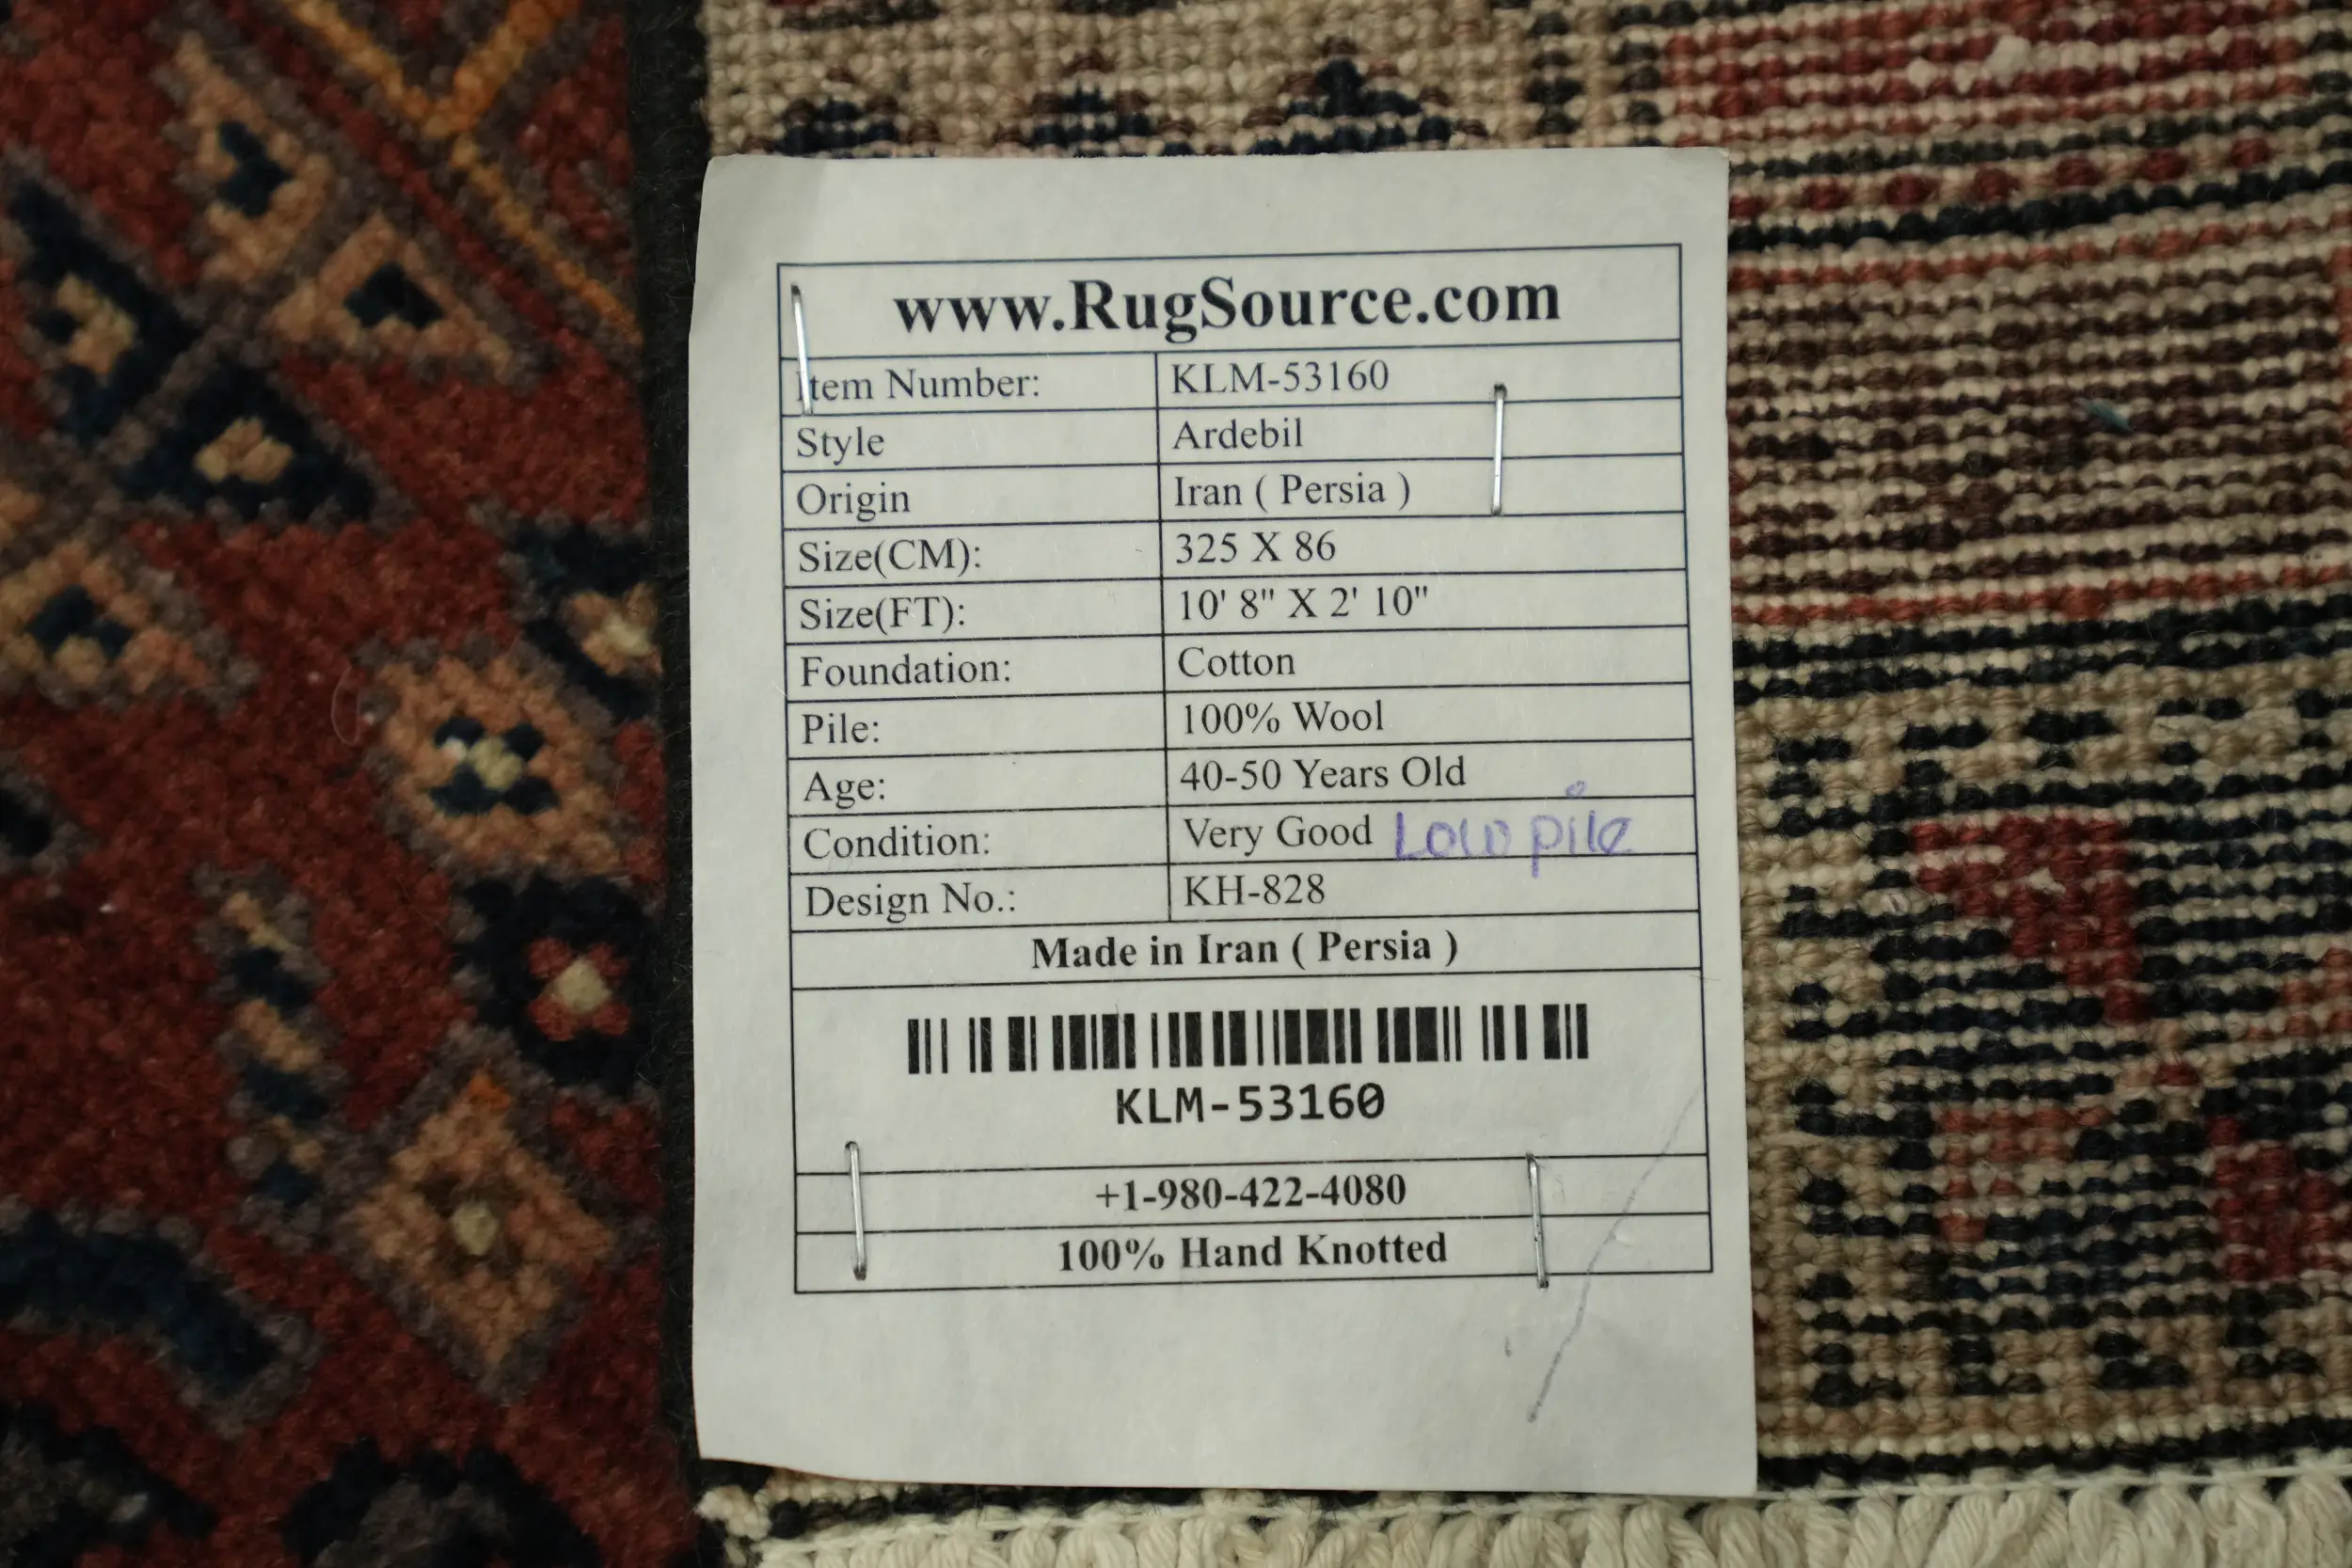 www.RugSource.com
Item Number: KLM-53160
Style Ardebil
Origin Iran ( Persia )
Size(CM): 325 X 86
Size(FT): 10' 8" X 2' 10"
Foundation: Cotton
Pile: 100% Wool
Age: 40-50 Years Old
Condition: Very Good Low pile
Design No.: KH-828
Made in Iran ( Persia )
KLM-53160
+1-980-422-4080
100% Hand Knotted